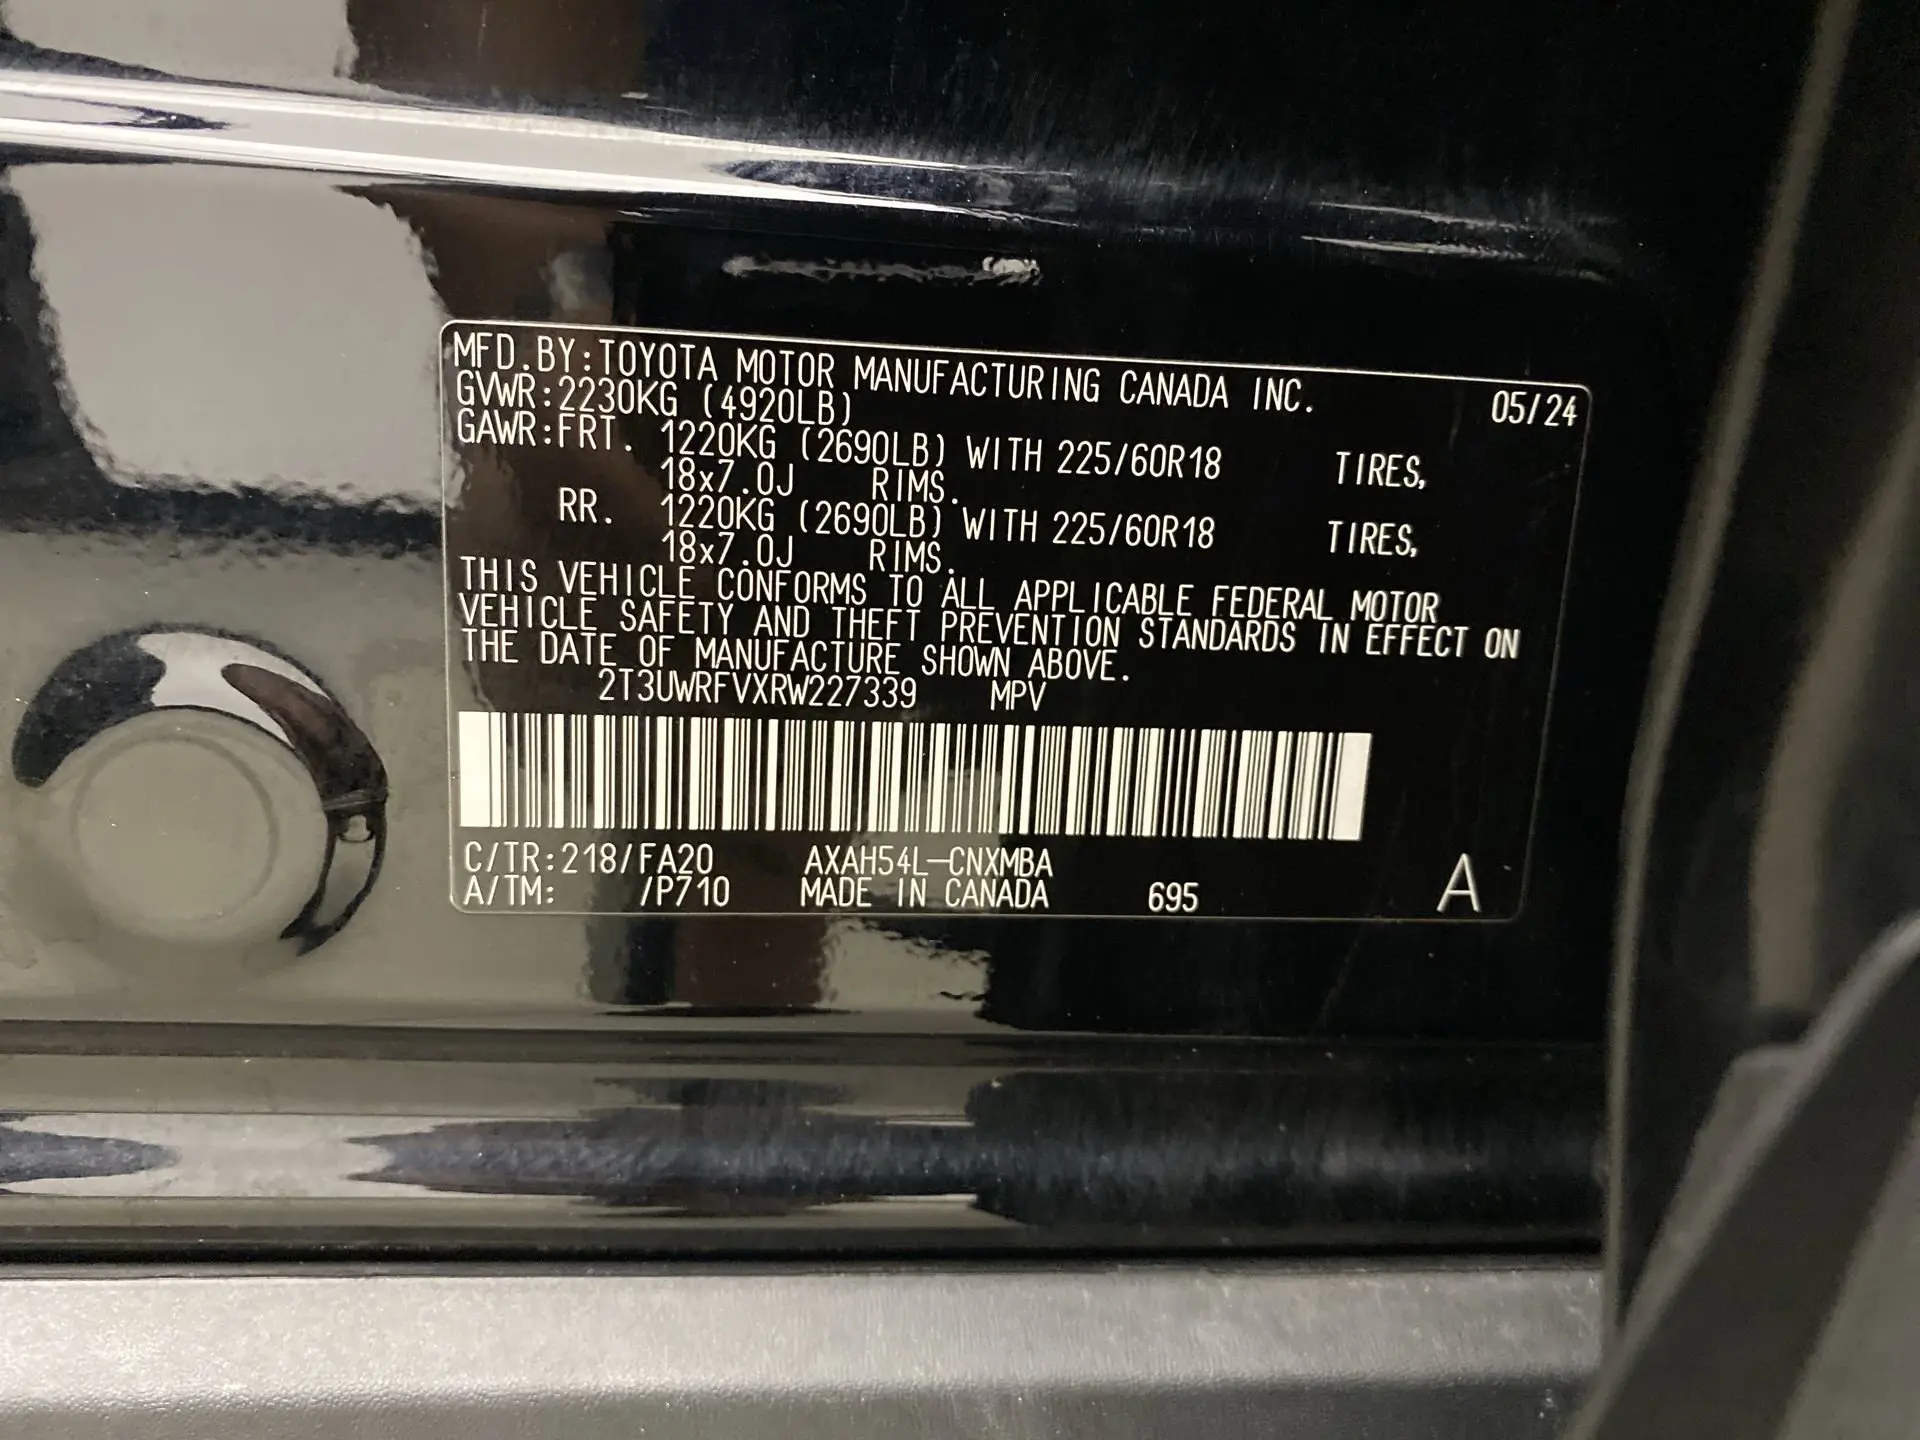 MFD.BY:TOYOTA MOTOR MANUFACTURING CANADA INC. 05/24
GVWR:2230KG (4920LB)
GAWR:FRT. 1220KG (2690LB) WITH 225/60R18 TIRES,
18x7.0J RIMS.
RR. 1220KG (2690LB) WITH 225/60R18 TIRES,
18x7.0J RIMS.
THIS VEHICLE CONFORMS TO ALL APPLICABLE FEDERAL MOTOR
VEHICLE SAFETY AND THEFT PREVENTION STANDARDS IN EFFECT ON
THE DATE OF MANUFACTURE SHOWN ABOVE.
2T3UWRFVXRW227339 MPV
C/TR:218/FA20 AXAH54L-CNXMBA
A/TM: /P710 MADE IN CANADA 695 A